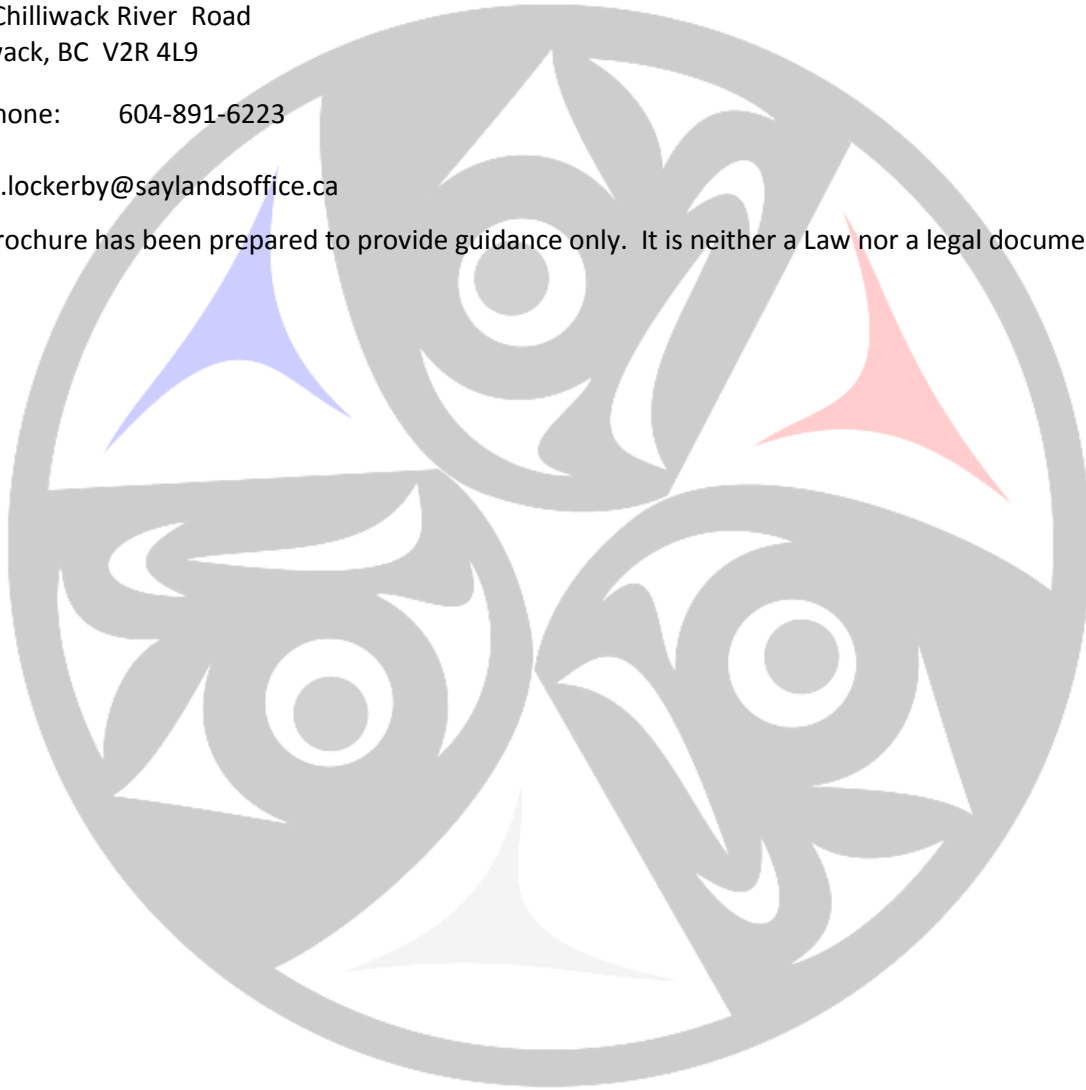 Chilliwack River Road
wack, BC V2R 4L9
hone: 604-891-6223
.lockerby@saylandsoffice.ca
rochure has been prepared to provide guidance only. It is neither a Law nor a legal docume